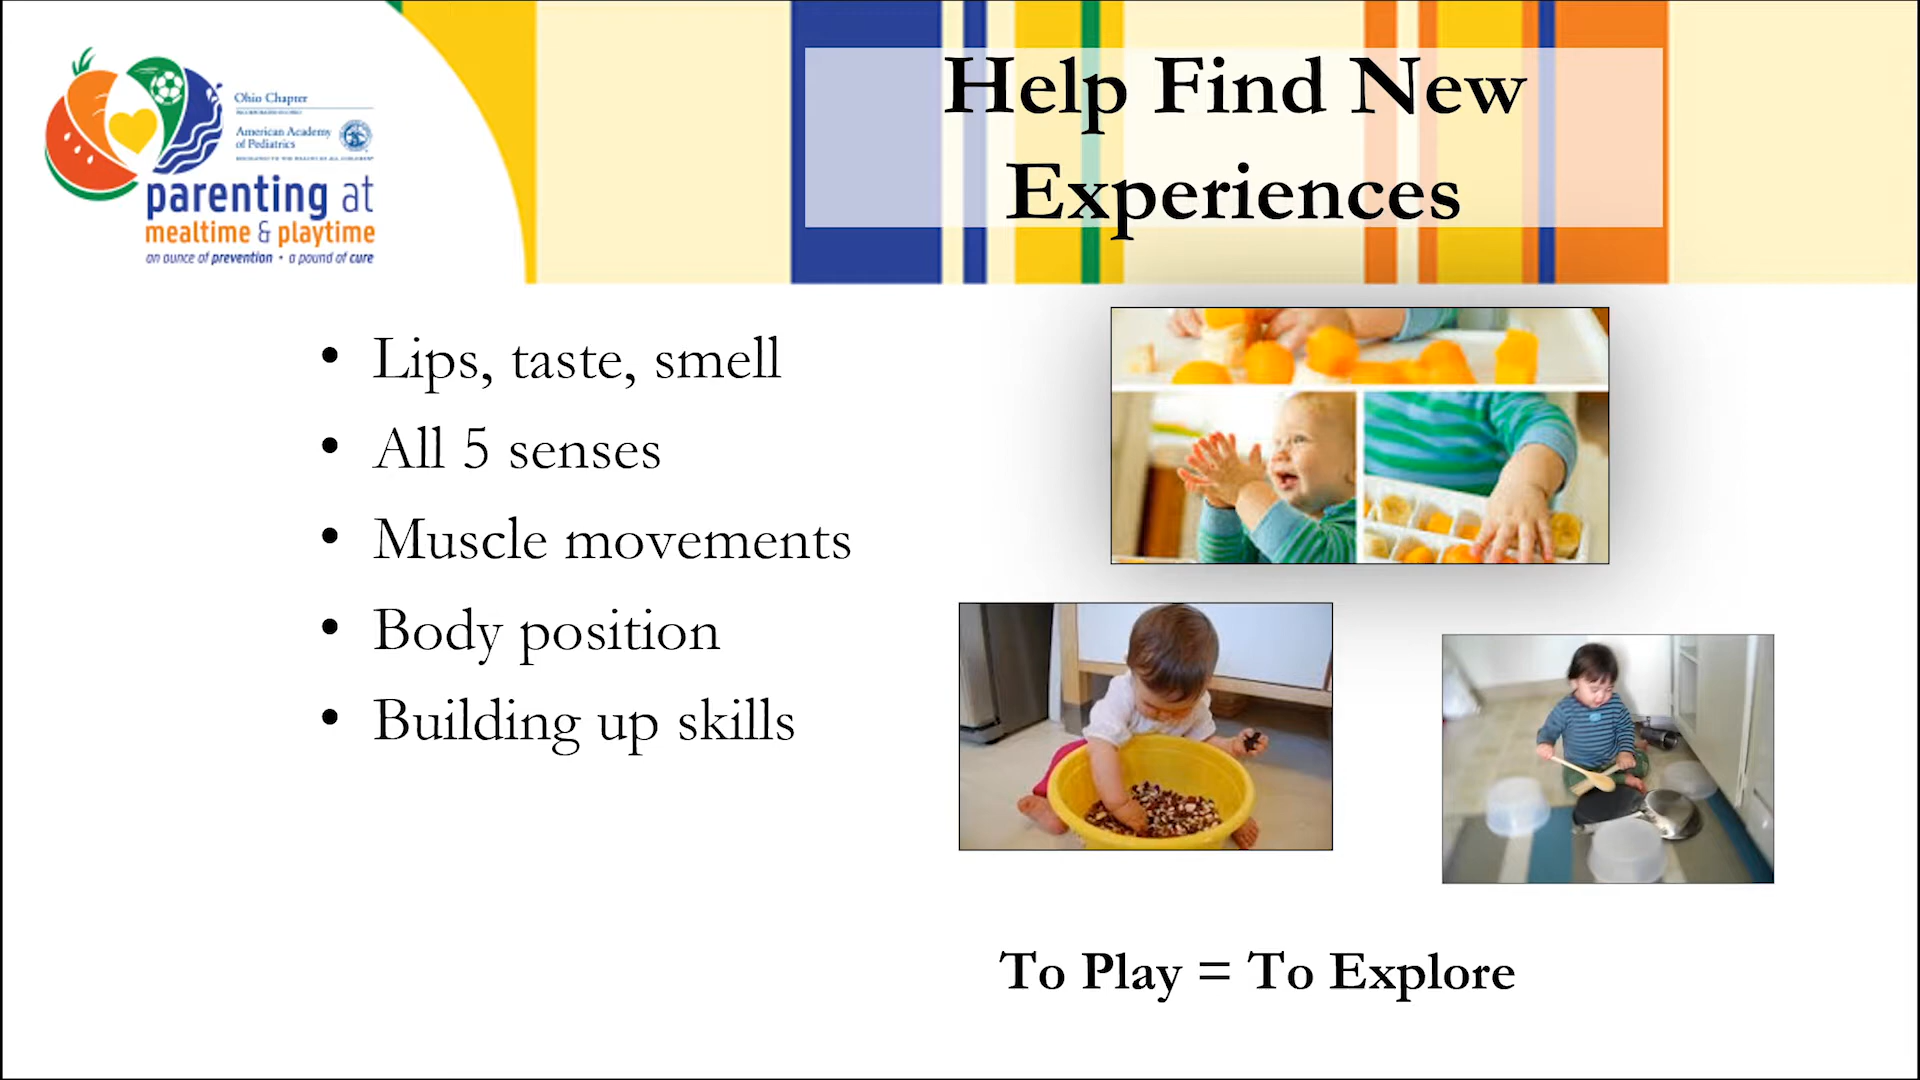 Help Find New
Experiences
Ohio Chapter
American Academy
of Pediatrics
parenting at
mealtime & playtime
an ounce of prevention • a pound of cure
• Lips, taste, smell
• All 5 senses
• Muscle movements
• Body position
• Building up skills
To Play = To Explore